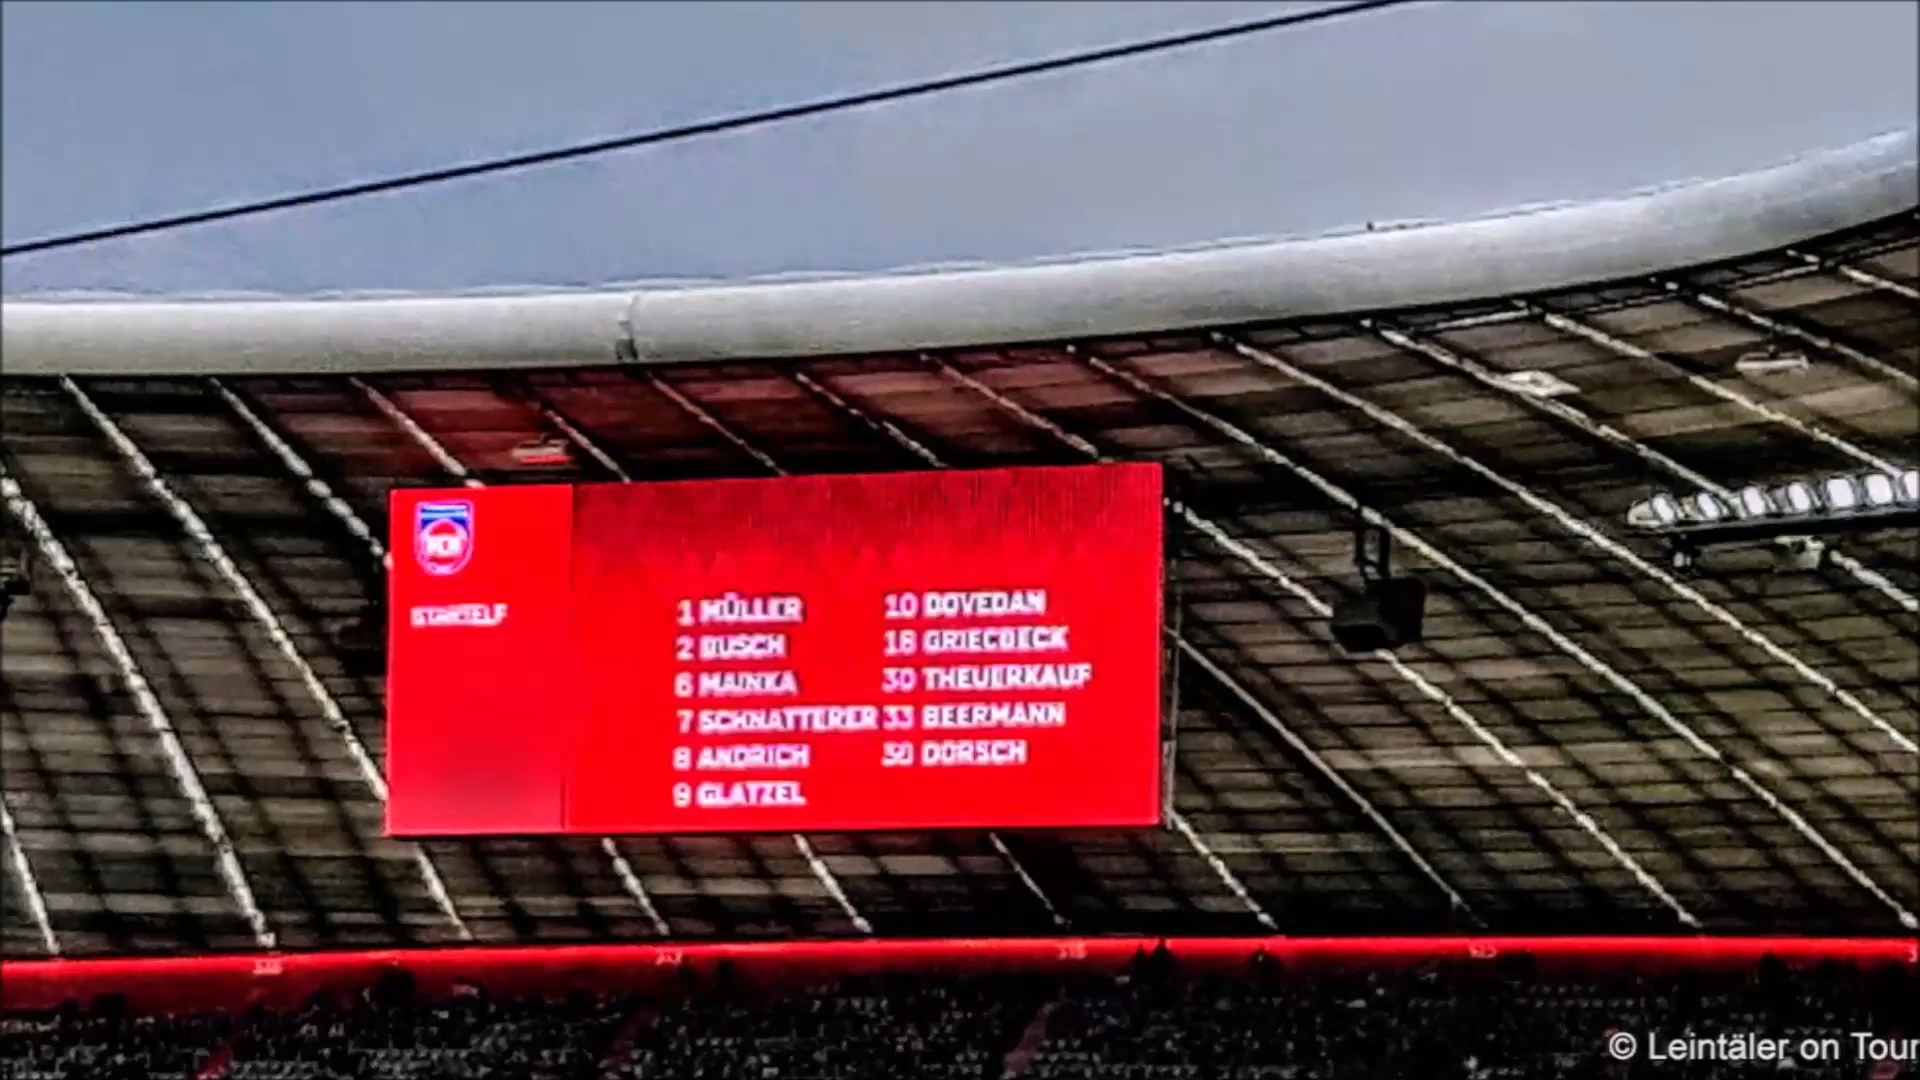 FCH
STARTELF
1 MÜLLER
2 BUSCH
6 MAINKA
7 SCHNATTERER
8 ANDRICH
9 GLATZEL
10 DOVEDAN
18 GRIESBECK
30 THEUERKAUF
33 BEERMANN
DORSCH
© Leintäler on Tour